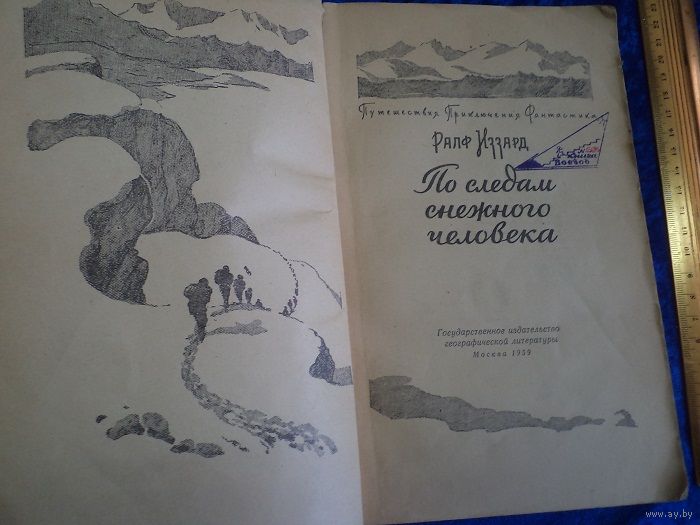 Путешествия Приключения Фантастика
РАЛФ ИЗЗАРД
По следам
снежного
человека
Государственное издательство
географической литературы
Москва 1959
www.ay.by